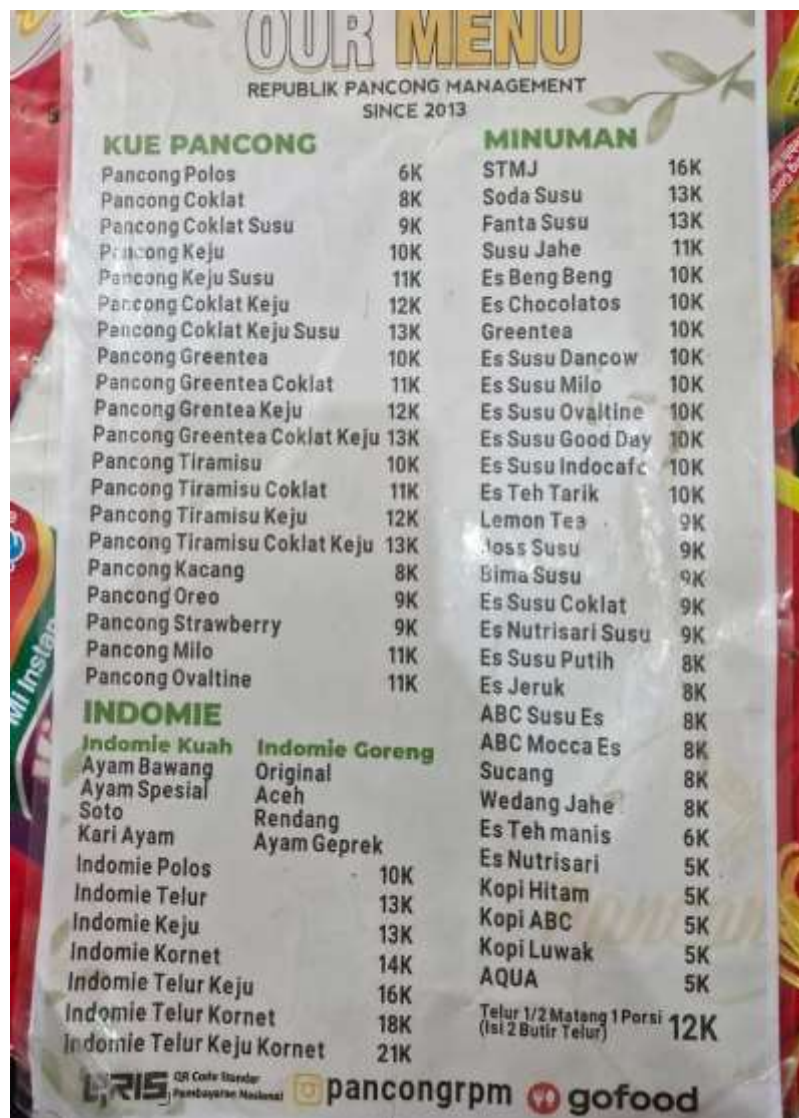 OUR MENU
REPUBLIK PANCONG MANAGEMENT
SINCE 2013
KUE PANCONG
Pancong Polos 6K
Pancong Coklat 8K
Pancong Coklat Susu 9K
Pancong Keju 10K
Pancong Keju Susu 11K
Pancong Coklat Keju 12K
Pancong Coklat Keju Susu 13K
Pancong Greentea 10K
Pancong Greentea Coklat 11K
Pancong Grentea Keju 12K
Pancong Greentea Coklat Keju 13K
Pancong Tiramisu 10K
Pancong Tiramisu Coklat 11K
Pancong Tiramisu Keju 12K
Pancong Tiramisu Coklat Keju 13K
Pancong Kacang 8K
Pancong Oreo 9K
Pancong Strawberry 9K
Pancong Milo 11K
Pancong Ovaltine 11K
INDOMIE
Indomie Kuah
Ayam Bawang
Ayam Spesial
Soto
Kari Ayam
Indomie Goreng
Original
Aceh
Rendang
Ayam Geprek
Indomie Polos 10K
Indomie Telur 13K
Indomie Keju 13K
Indomie Kornet 14K
Indomie Telur Keju 16K
Indomie Telur Kornet 18K
Indomie Telur Keju Kornet 21K
MINUMAN
STMJ 16K
Soda Susu 13K
Fanta Susu 13K
Susu Jahe 11K
Es Beng Beng 10K
Es Chocolatos 10K
Greentea 10K
Es Susu Dancow 10K
Es Susu Milo 10K
Es Susu Ovaltine 10K
Es Susu Good Day 10K
Es Susu Indocafe 10K
Es Teh Tarik 10K
Lemon Tea 9K
Joss Susu 9K
Bima Susu 9K
Es Susu Coklat 9K
Es Nutrisari Susu 9K
Es Susu Putih 8K
Es Jeruk 8K
ABC Susu Es 8K
ABC Mocca Es 8K
Sucang 8K
Wedang Jahe 8K
Es Teh manis 6K
Es Nutrisari 5K
Kopi Hitam 5K
Kopi ABC 5K
Kopi Luwak 5K
AQUA 5K
Telur 1/2 Matang 1 Porsi
(Isi 2 Butir Telur) 12K
QRIS QR Code Standar
Pembayaran Nasional
pancongrpm
gofood
Mi Instan